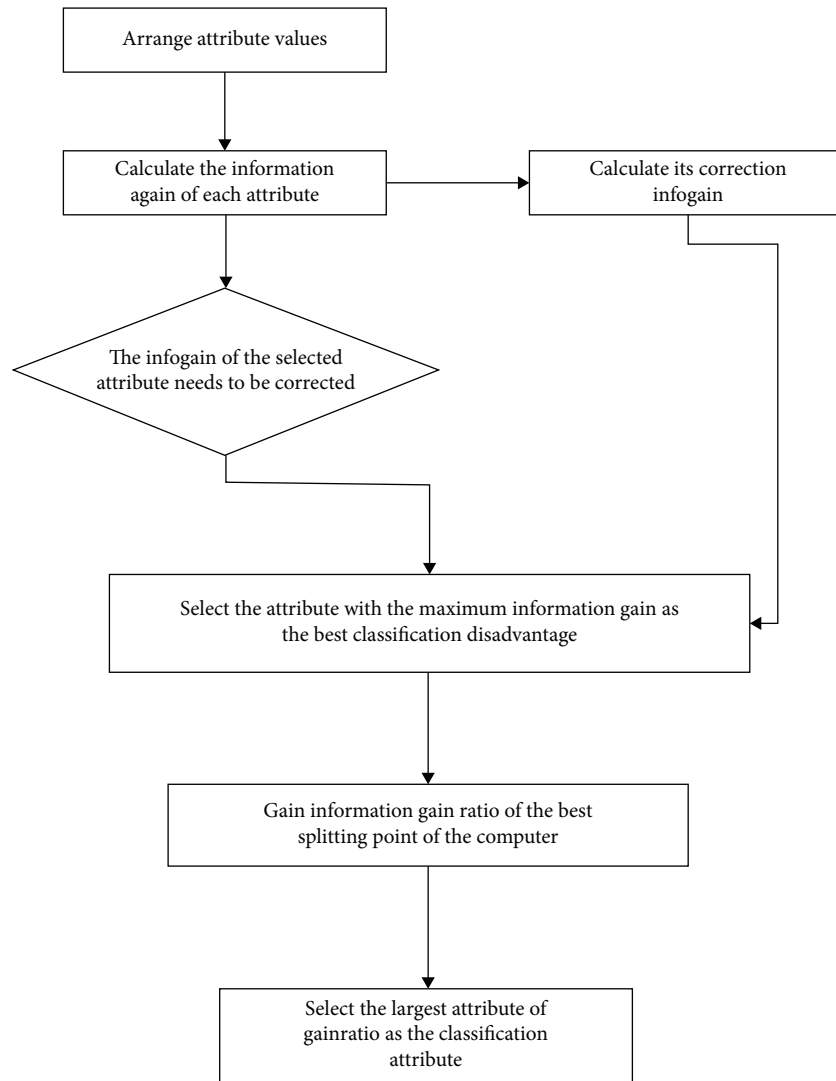 Arrange attribute values
Calculate the information
again of each attribute
Calculate its correction
infogain
The infogain of the selected
attribute needs to be corrected
Select the attribute with the maximum information gain as
the best classification disadvantage
Gain information gain ratio of the best
splitting point of the computer
Select the largest attribute of
gainratio as the classification
attribute